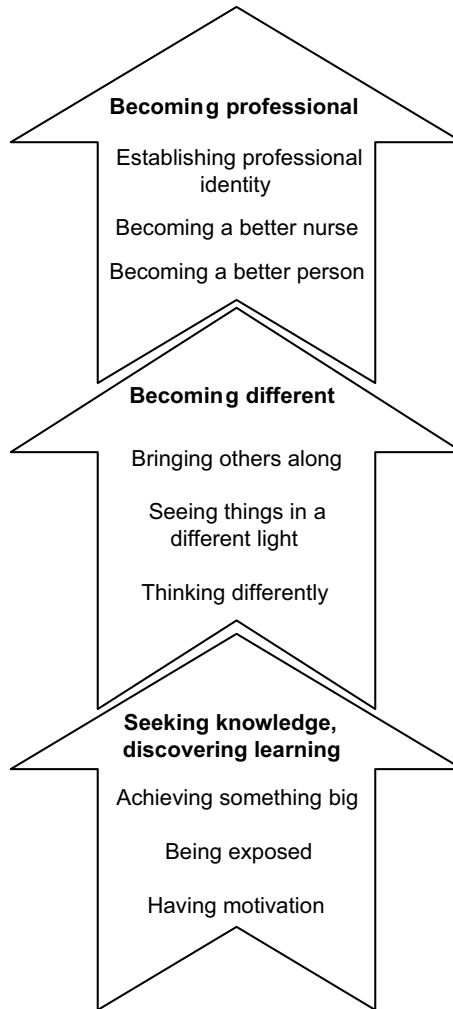 Becoming professional
Establishing professional
identity
Becoming a better nurse
Becoming a better person
Becoming different
Bringing others along
Seeing things in a
different light
Thinking differently
Seeking knowledge,
discovering learning
Achieving something big
Being exposed
Having motivation